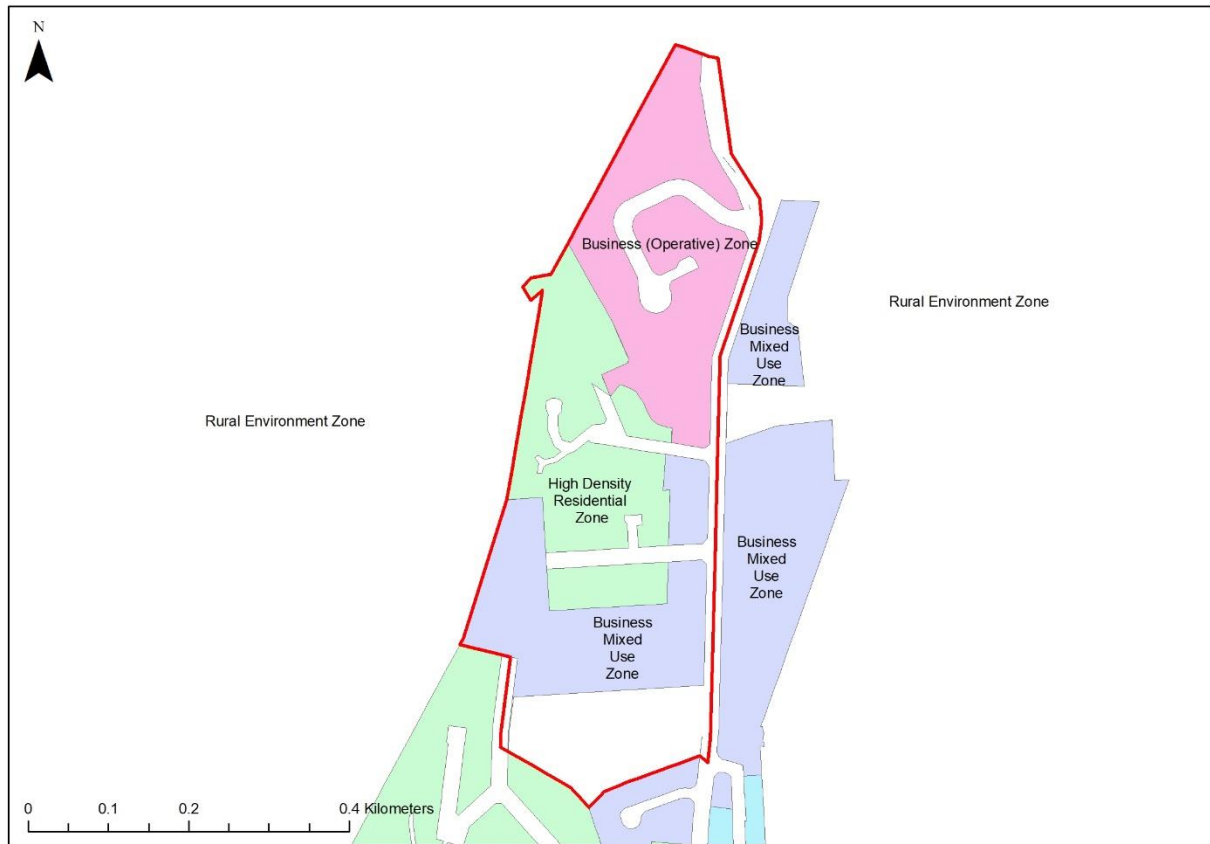 N
Business (Operative) Zone
Rural Environment Zone
Business
Mixed
Use
Zone
Rural Environment Zone
High Density
Residential
Zone
Business
Mixed
Use
Zone
Business
Mixed
Use
Zone
0 0.1 0.2 0.4 Kilometers